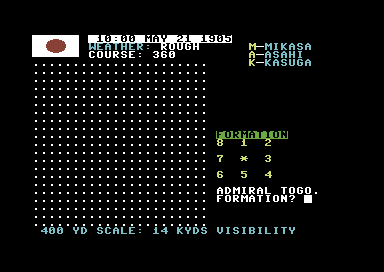 10:00 MAY 21 1905
WEATHER: ROUGH
COURSE: 360
M-MIKASA
A-ASAHI
K-KASUGA
FORMATION
8 1 2
7 * 3
6 5 4
ADMIRAL TOGO.
FORMATION?
400 YD SCALE: 14 KYDS VISIBILITY